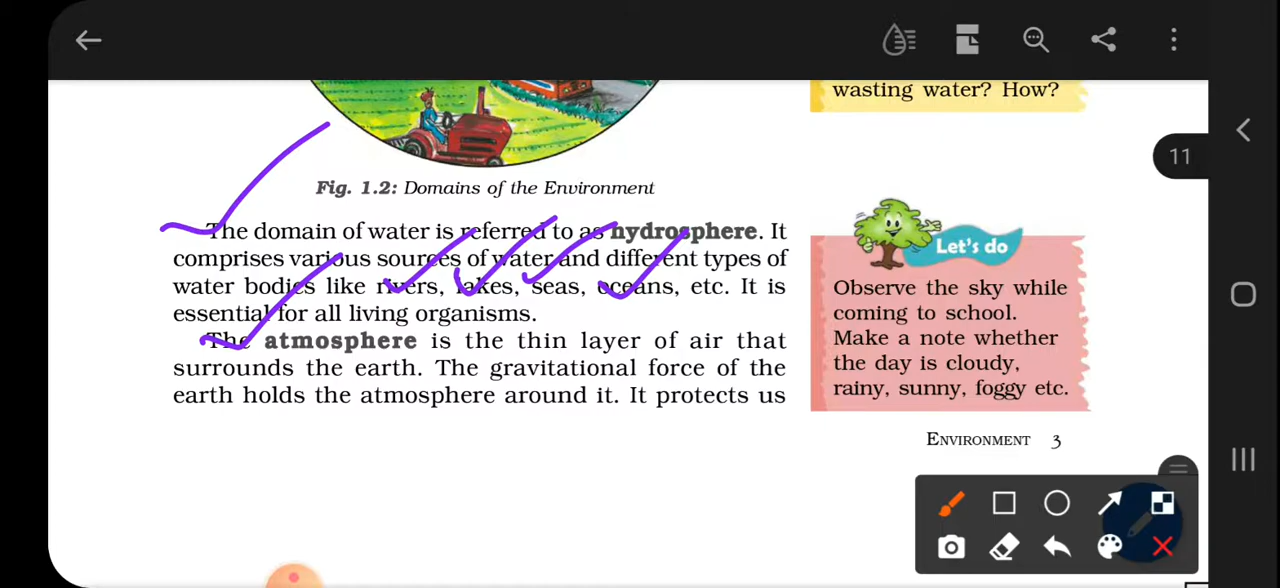 wasting water? How?
11
Fig. 1.2: Domains of the Environment
The domain of water is referred to as hydrosphere. It
comprises various sources of water and different types of
water bodies like rivers, lakes, seas, oceans, etc. It is
essential for all living organisms.
The atmosphere is the thin layer of air that
surrounds the earth. The gravitational force of the
earth holds the atmosphere around it. It protects us
Let's do
Observe the sky while
coming to school.
Make a note whether
the day is cloudy,
rainy, sunny, foggy etc.
ENVIRONMENT 3